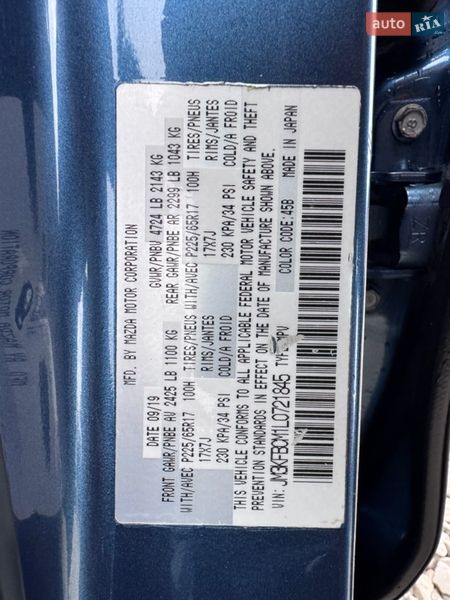 auto RIA
MFD. BY MAZDA MOTOR CORPORATION
DATE 09/19 GVWR/PNBV 4724 LB 2143 KG
FRONT GAWR/PNBE AV 2425 LB 1100 KG REAR GAWR/PNBE AR 2299 LB 1043 KG
WITH/AVEC P225/65R17 100H TIRES/PNEUS WITH/AVEC P225/65R17 100H TIRES/PNEUS
17X7J RIMS/JANTES 17X7J RIMS/JANTES
230 KPA/34 PSI COLD/A FROID 230 KPA/34 PSI COLD/A FROID
THIS VEHICLE CONFORMS TO ALL APPLICABLE FEDERAL MOTOR VEHICLE SAFETY AND THEFT
PREVENTION STANDARDS IN EFFECT ON THE DATE OF MANUFACTURE SHOWN ABOVE.
VIN: JM3KFBCM1L0721845 COLOR CODE: 45B MADE IN JAPAN